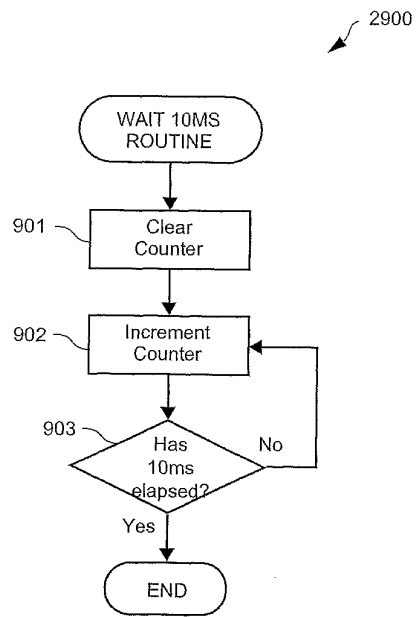 2900
WAIT 10MS
ROUTINE
901
Clear
Counter
902
Increment
Counter
903
Has
10ms
elapsed?
No
Yes
END